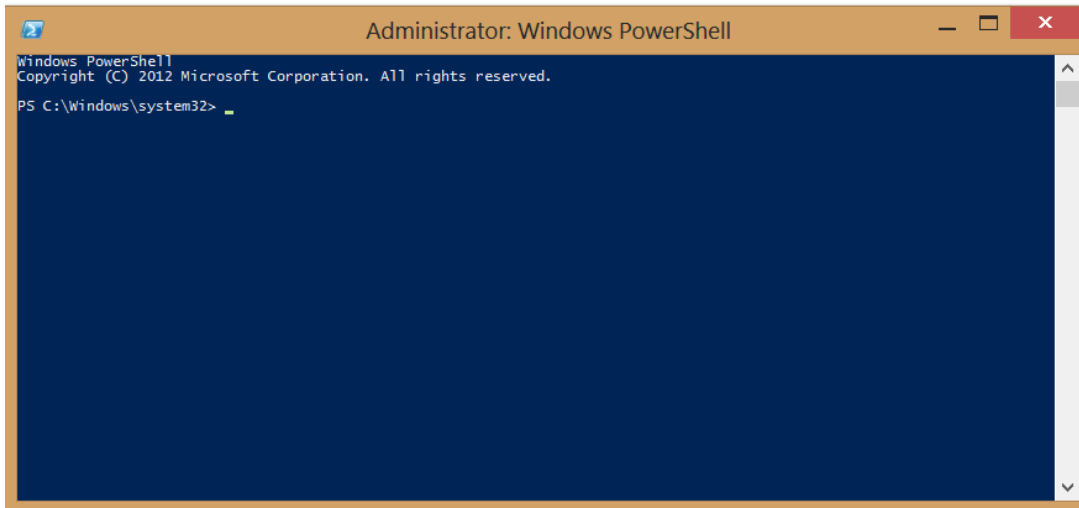 Administrator: Windows PowerShell
Windows PowerShell
Copyright (C) 2012 Microsoft Corporation. All rights reserved.
PS C:\Windows\system32> _